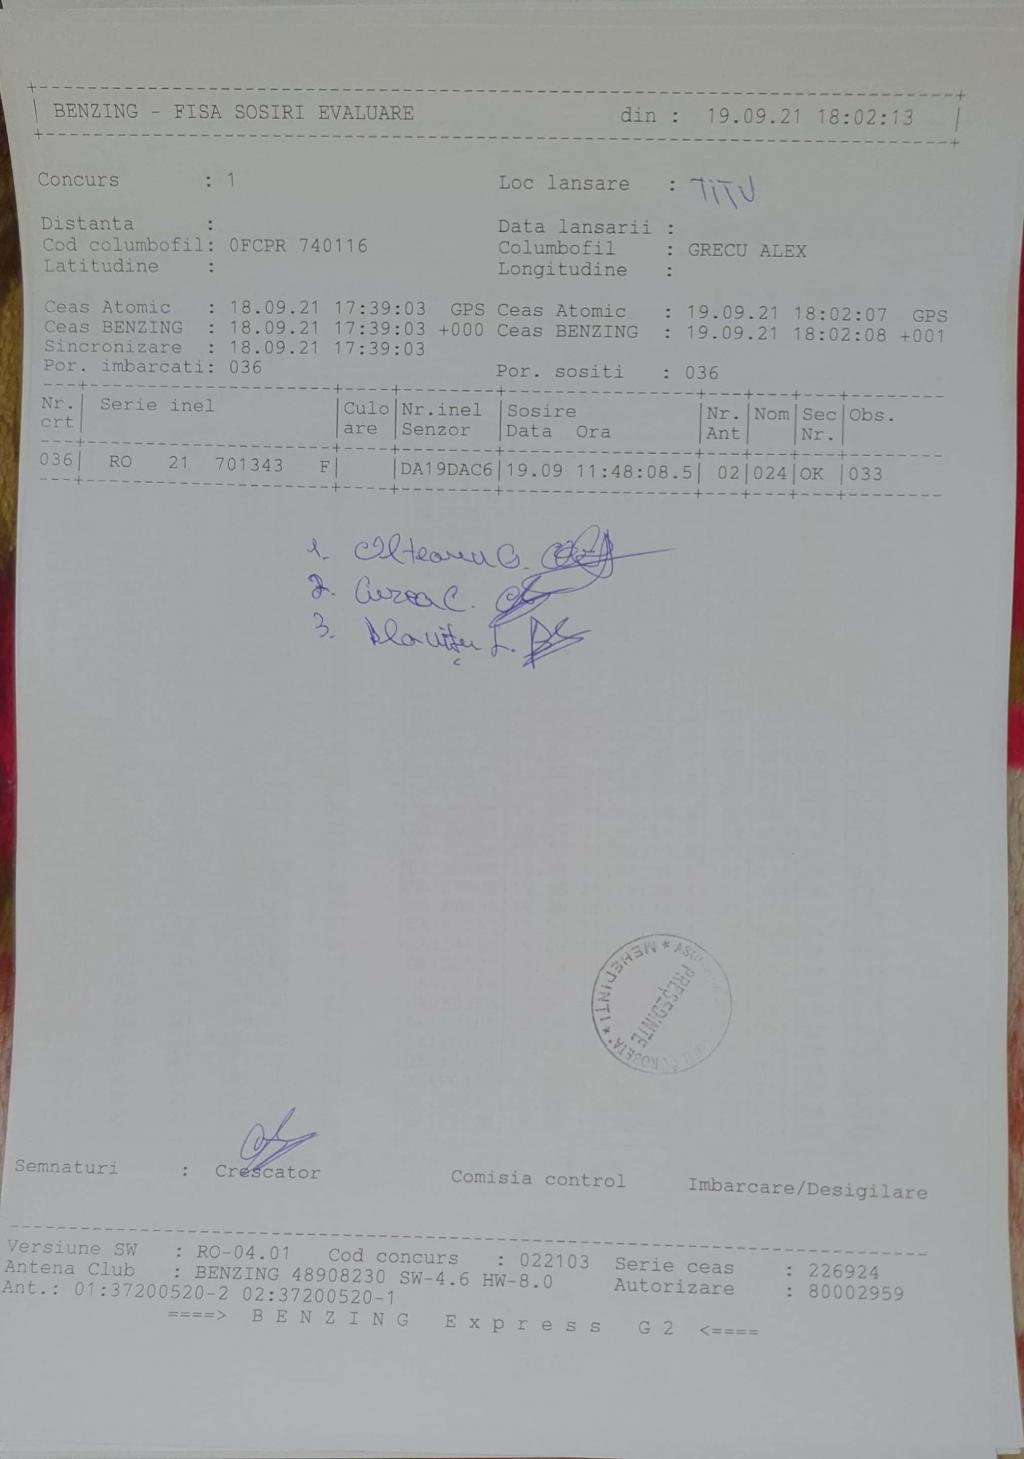 BENZING - FISA SOSIRI EVALUARE din : 19.09.21 18:02:13
Concurs : 1 Loc lansare : TITU
Distanta : Data lansarii :
Cod columbofil: 0FCPR 740116 Columbofil : GRECU ALEX
Latitudine : Longitudine :
Ceas Atomic : 18.09.21 17:39:03 GPS Ceas Atomic : 19.09.21 18:02:07 GPS
Ceas BENZING : 18.09.21 17:39:03 +000 Ceas BENZING : 19.09.21 18:02:08 +001
Sincronizare : 18.09.21 17:39:03
Por. imbarcati: 036 Por. sositi : 036
Nr. Serie inel Culo Nr.inel Sosire Nr. Nom Sec Obs.
crt are Senzor Data Ora Ant Nr.
036 RO 21 701343 F DA19DAC6 19.09 11:48:08.5 02 024 OK 033
1. Olteanu G.
2. C.
3. L.
* MEHEDINTI *
PREȘEDINTE
Semnaturi : Crescator Comisia control Imbarcare/Desigilare
Versiune SW : RO-04.01 Cod concurs : 022103 Serie ceas : 226924
Antena Club : BENZING 48908230 SW-4.6 HW-8.0 Autorizare : 80002959
Ant.: 01:37200520-2 02:37200520-1
====> B E N Z I N G E x p r e s s G 2 <====